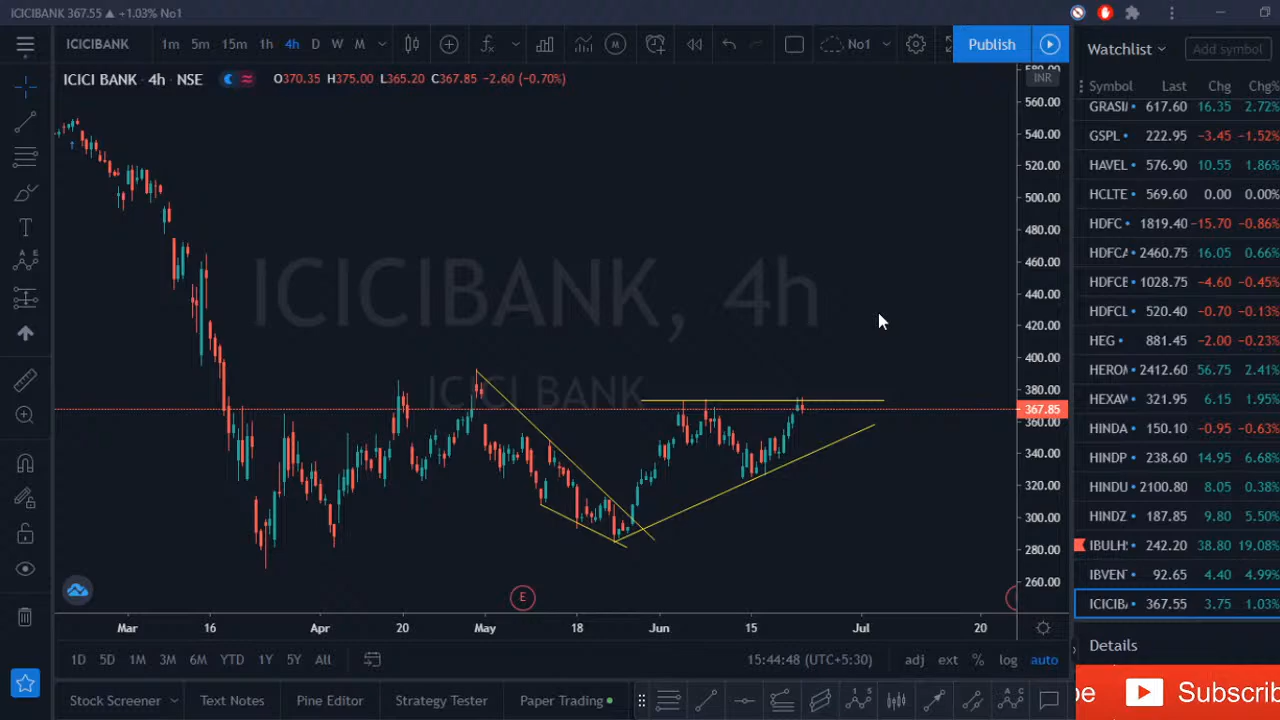 ICICIBANK 367.55 ▲ +1.03% No1
ICICIBANK 1m 5m 15m 1h 4h D W M No1 Publish
Watchlist Add symbol
ICICI BANK 4h NSE O370.35 H375.00 L365.20 C367.85 -2.60 (-0.70%)
INR
Symbol Last Chg Chg%
GRASI 617.60 16.35 2.72%
GSPL 222.95 -3.45 -1.52%
HAVEL 576.90 10.55 1.86%
HCLTE 569.60 0.00 0.00%
HDFC 1819.40 -15.70 -0.86%
HDFCA 2460.75 16.05 0.66%
HDFCB 1028.75 -4.60 -0.45%
HDFCL 520.40 -0.70 -0.13%
HEG 881.45 -2.00 -0.23%
HEROM 2412.60 56.75 2.41%
HEXAW 321.95 6.15 1.95%
HINDA 150.10 -0.95 -0.63%
HINDP 238.60 14.95 6.68%
HINDU 2100.80 8.05 0.38%
HINDZ 187.85 9.80 5.50%
IBULHS 242.20 38.80 19.08%
IBVEN 92.65 4.40 4.99%
ICICIB 367.55 3.75 1.03%
580.00
560.00
540.00
520.00
500.00
480.00
460.00
440.00
420.00
400.00
380.00
367.85
360.00
340.00
320.00
300.00
280.00
260.00
ICICIBANK, 4h
ICICI BANK
E
Mar 16 Apr 20 May 18 Jun 15 Jul 20
Details
1D 5D 1M 3M 6M YTD 1Y 5Y All 15:44:48 (UTC+5:30) adj ext % log auto
Stock Screener Text Notes Pine Editor Strategy Tester Paper Trading
be Subscrib